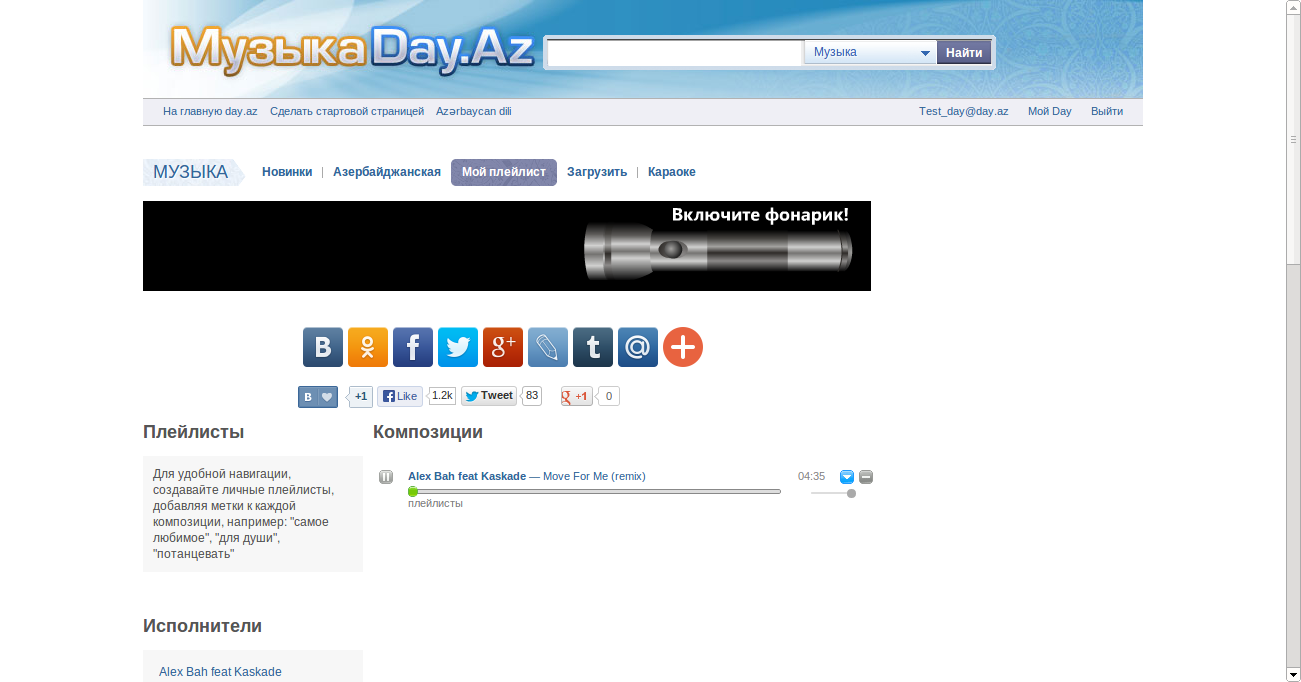 МузыкаDay.Az
Музыка
Найти
На главную day.az Сделать стартовой страницей Azərbaycan dili
Test_day@day.az Мой Day Выйти
МУЗЫКА
Новинки | Азербайджанская Мой плейлист Загрузить | Караоке
Включите фонарик!
B +1 Like 1.2k Tweet 83 g +1 0
Плейлисты
Для удобной навигации,
создавайте личные плейлисты,
добавляя метки к каждой
композиции, например: "самое
любимое", "для души",
"потанцевать"
Композиции
Alex Bah feat Kaskade — Move For Me (remix) 04:35
плейлисты
Исполнители
Alex Bah feat Kaskade